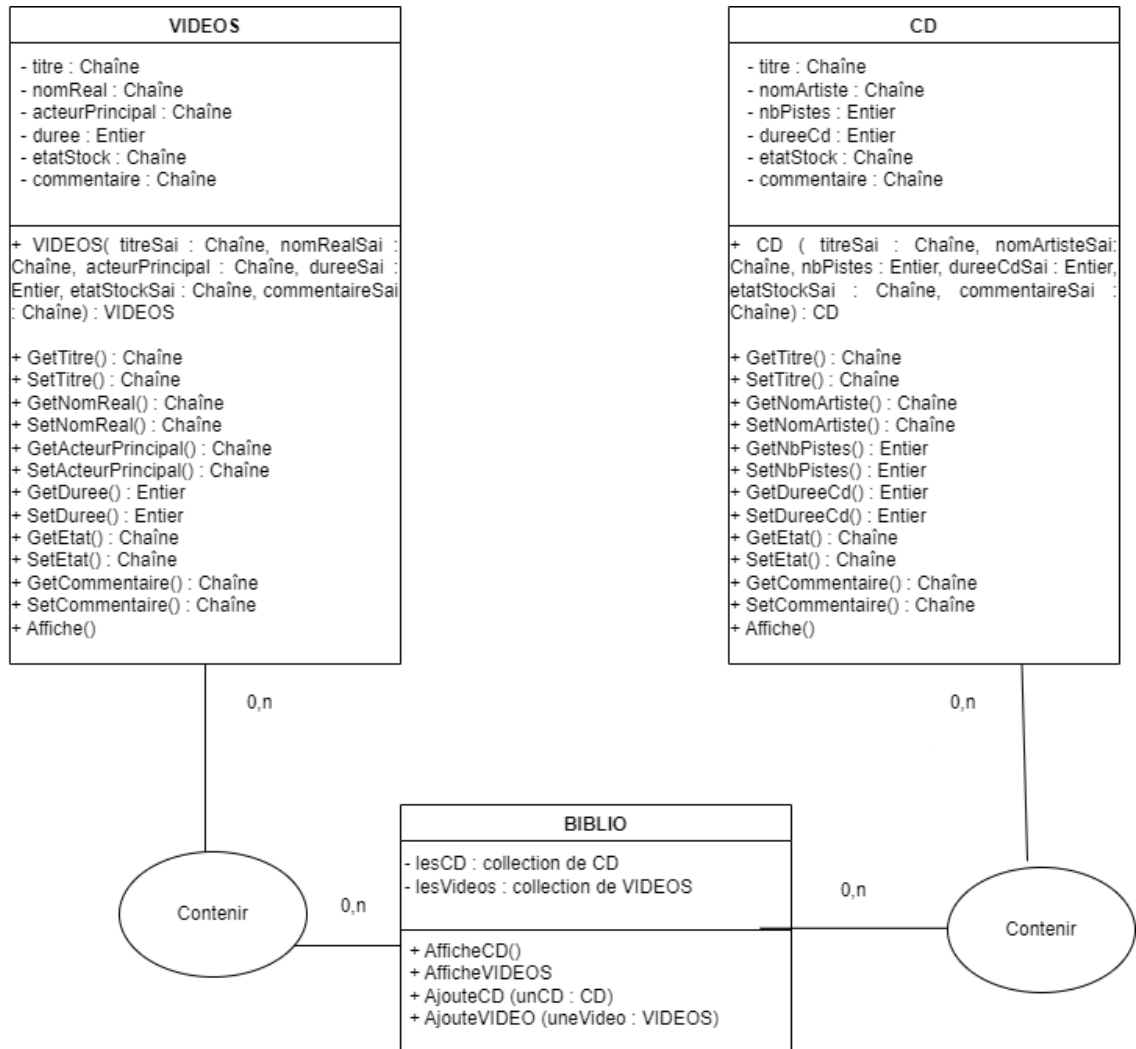 VIDEOS
- titre : Chaîne
- nomReal : Chaîne
- acteurPrincipal : Chaîne
- duree : Entier
- etatStock : Chaîne
- commentaire : Chaîne
+ VIDEOS( titreSai : Chaîne, nomRealSai :
Chaîne, acteurPrincipal : Chaîne, dureeSai :
Entier, etatStockSai : Chaîne, commentaireSai
: Chaîne) : VIDEOS
+ GetTitre() : Chaîne
+ SetTitre() : Chaîne
+ GetNomReal() : Chaîne
+ SetNomReal() : Chaîne
+ GetActeurPrincipal() : Chaîne
+ SetActeurPrincipal() : Chaîne
+ GetDuree() : Entier
+ SetDuree() : Entier
+ GetEtat() : Chaîne
+ SetEtat() : Chaîne
+ GetCommentaire() : Chaîne
+ SetCommentaire() : Chaîne
+ Affiche()
CD
- titre : Chaîne
- nomArtiste : Chaîne
- nbPistes : Entier
- dureeCd : Entier
- etatStock : Chaîne
- commentaire : Chaîne
+ CD ( titreSai : Chaîne, nomArtisteSai:
Chaîne, nbPistes : Entier, dureeCdSai : Entier,
etatStockSai : Chaîne, commentaireSai :
Chaîne) : CD
+ GetTitre() : Chaîne
+ SetTitre() : Chaîne
+ GetNomArtiste() : Chaîne
+ SetNomArtiste() : Chaîne
+ GetNbPistes() : Entier
+ SetNbPistes() : Entier
+ GetDureeCd() : Entier
+ SetDureeCd() : Entier
+ GetEtat() : Chaîne
+ SetEtat() : Chaîne
+ GetCommentaire() : Chaîne
+ SetCommentaire() : Chaîne
+ Affiche()
0,n
0,n
Contenir
0,n
BIBLIO
- lesCD : collection de CD
- lesVideos : collection de VIDEOS
+ AfficheCD()
+ AfficheVIDEOS
+ AjouteCD (unCD : CD)
+ AjouteVIDEO (uneVideo : VIDEOS)
0,n
Contenir